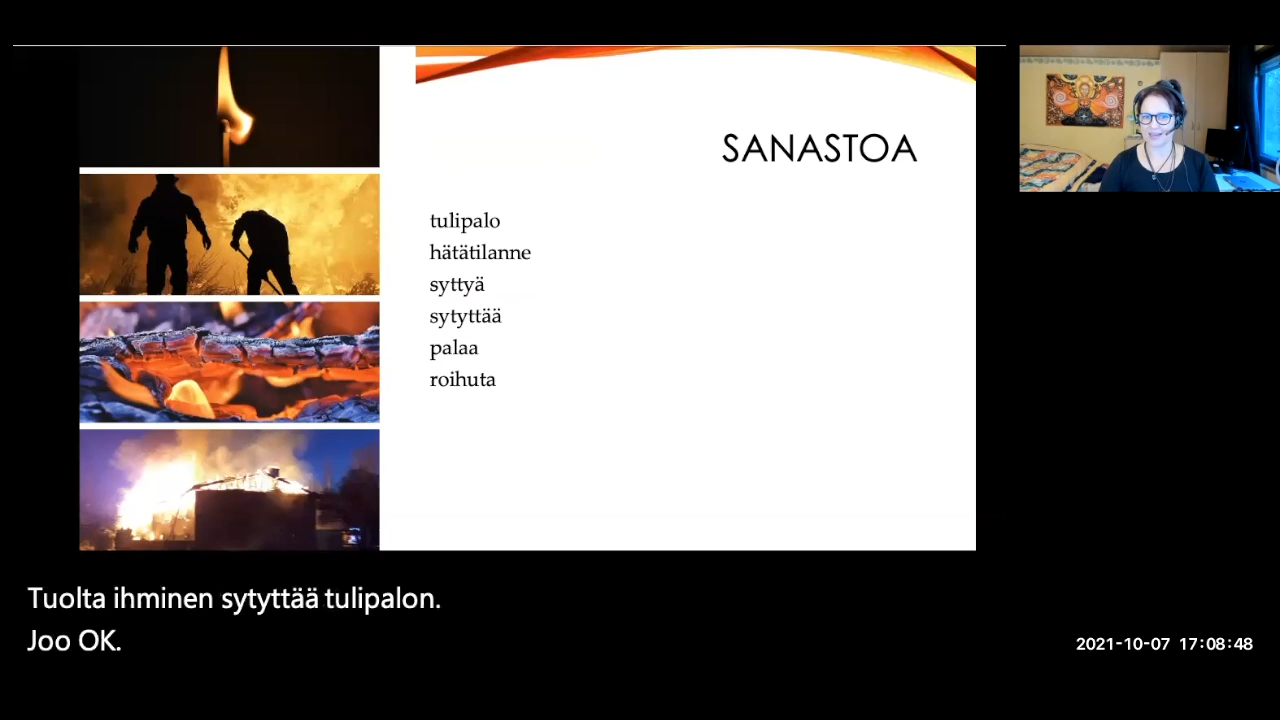 SANASTOA
tulipalo
hätätilanne
syttyä
sytyttää
palaa
roihuta
Tuolta ihminen sytyttää tulipalon.
Joo OK.
2021-10-07 17:08:48